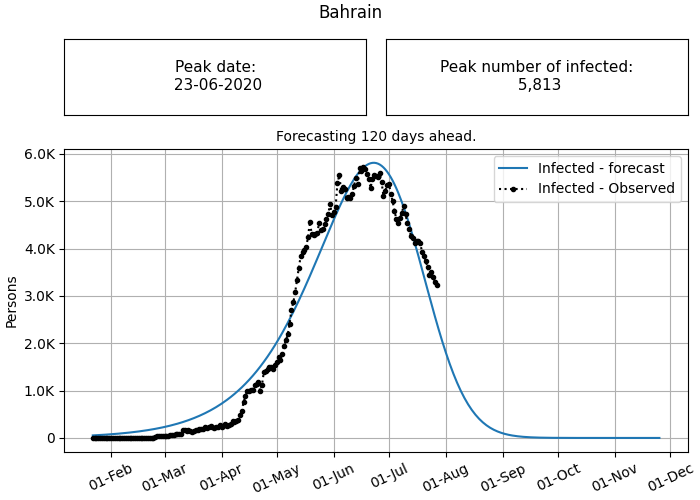 Bahrain
Peak date:
23-06-2020
Peak number of infected:
5,813
Forecasting 120 days ahead.
6.0K
5.0K
4.0K
3.0K
2.0K
1.0K
0
Persons
Infected - forecast
Infected - Observed
01-Feb
01-Mar
01-Apr
01-May
01-Jun
01-Jul
01-Aug
01-Sep
01-Oct
01-Nov
01-Dec